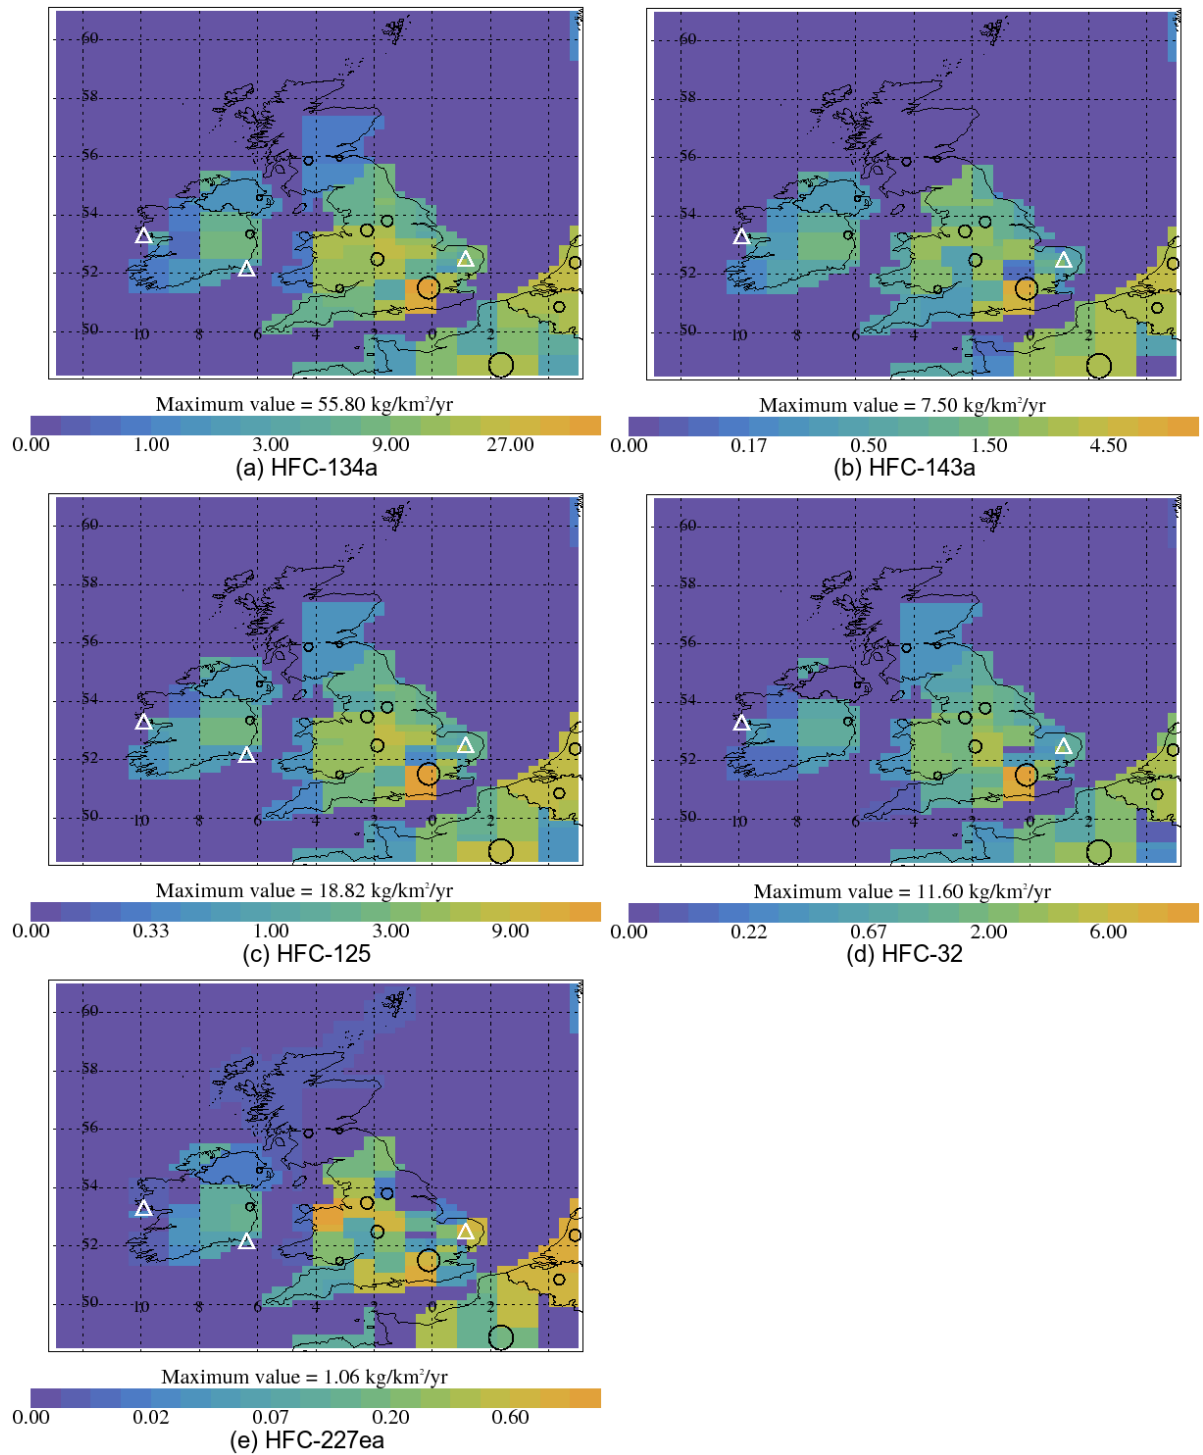 60
58
56
54
52
50
10 8 6 4 2 0 2
Maximum value = 55.80 kg/km²/yr
0.00 1.00 3.00 9.00 27.00
(a) HFC-134a
60
58
56
54
52
50
10 8 6 4 2 0 2
Maximum value = 7.50 kg/km²/yr
0.00 0.17 0.50 1.50 4.50
(b) HFC-143a
60
58
56
54
52
50
10 8 6 4 2 0 2
Maximum value = 18.82 kg/km²/yr
0.00 0.33 1.00 3.00 9.00
(c) HFC-125
60
58
56
54
52
50
10 8 6 4 2 0 2
Maximum value = 11.60 kg/km²/yr
0.00 0.22 0.67 2.00 6.00
(d) HFC-32
60
58
56
54
52
50
10 8 6 4 2 0 2
Maximum value = 1.06 kg/km²/yr
0.00 0.02 0.07 0.20 0.60
(e) HFC-227ea